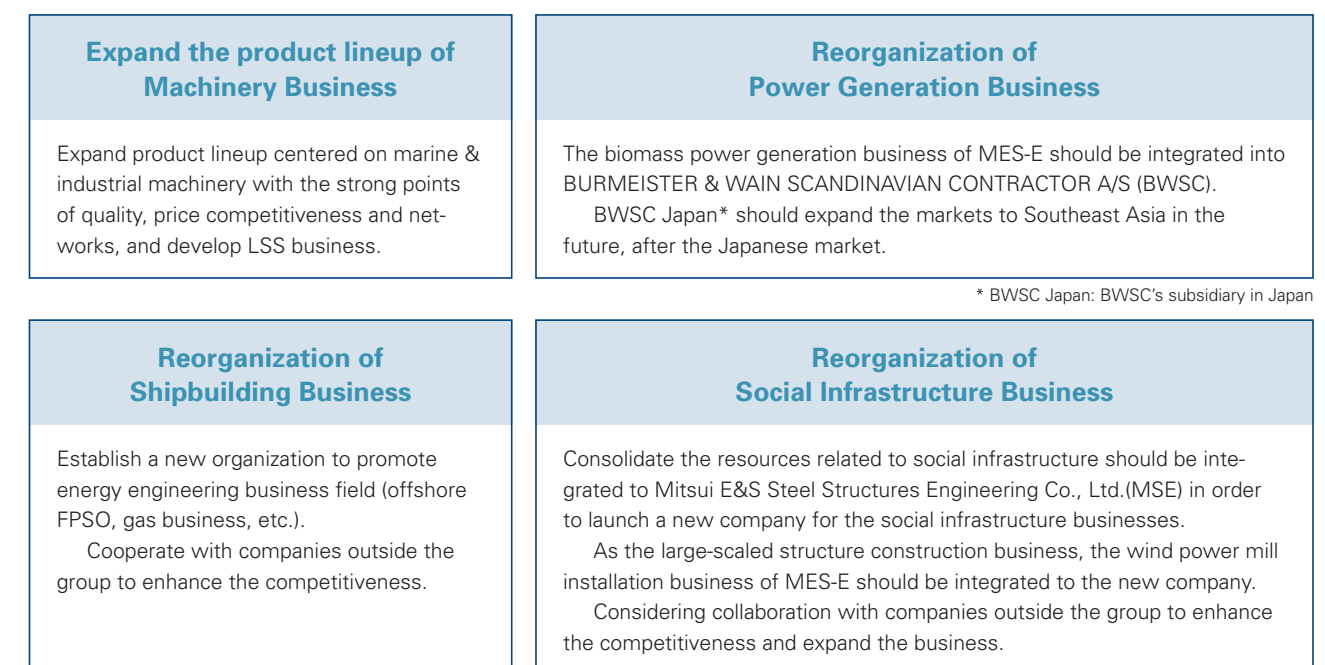 Expand the product lineup of
Machinery Business
Expand product lineup centered on marine &
industrial machinery with the strong points
of quality, price competitiveness and net-
works, and develop LSS business.
Reorganization of
Power Generation Business
The biomass power generation business of MES-E should be integrated into
BURMEISTER & WAIN SCANDINAVIAN CONTRACTOR A/S (BWSC).
BWSC Japan* should expand the markets to Southeast Asia in the
future, after the Japanese market.
* BWSC Japan: BWSC's subsidiary in Japan
Reorganization of
Shipbuilding Business
Establish a new organization to promote
energy engineering business field (offshore
FPSO, gas business, etc.).
Cooperate with companies outside the
group to enhance the competitiveness.
Reorganization of
Social Infrastructure Business
Consolidate the resources related to social infrastructure should be inte-
grated to Mitsui E&S Steel Structures Engineering Co., Ltd.(MSE) in order
to launch a new company for the social infrastructure businesses.
As the large-scaled structure construction business, the wind power mill
installation business of MES-E should be integrated to the new company.
Considering collaboration with companies outside the group to enhance
the competitiveness and expand the business.